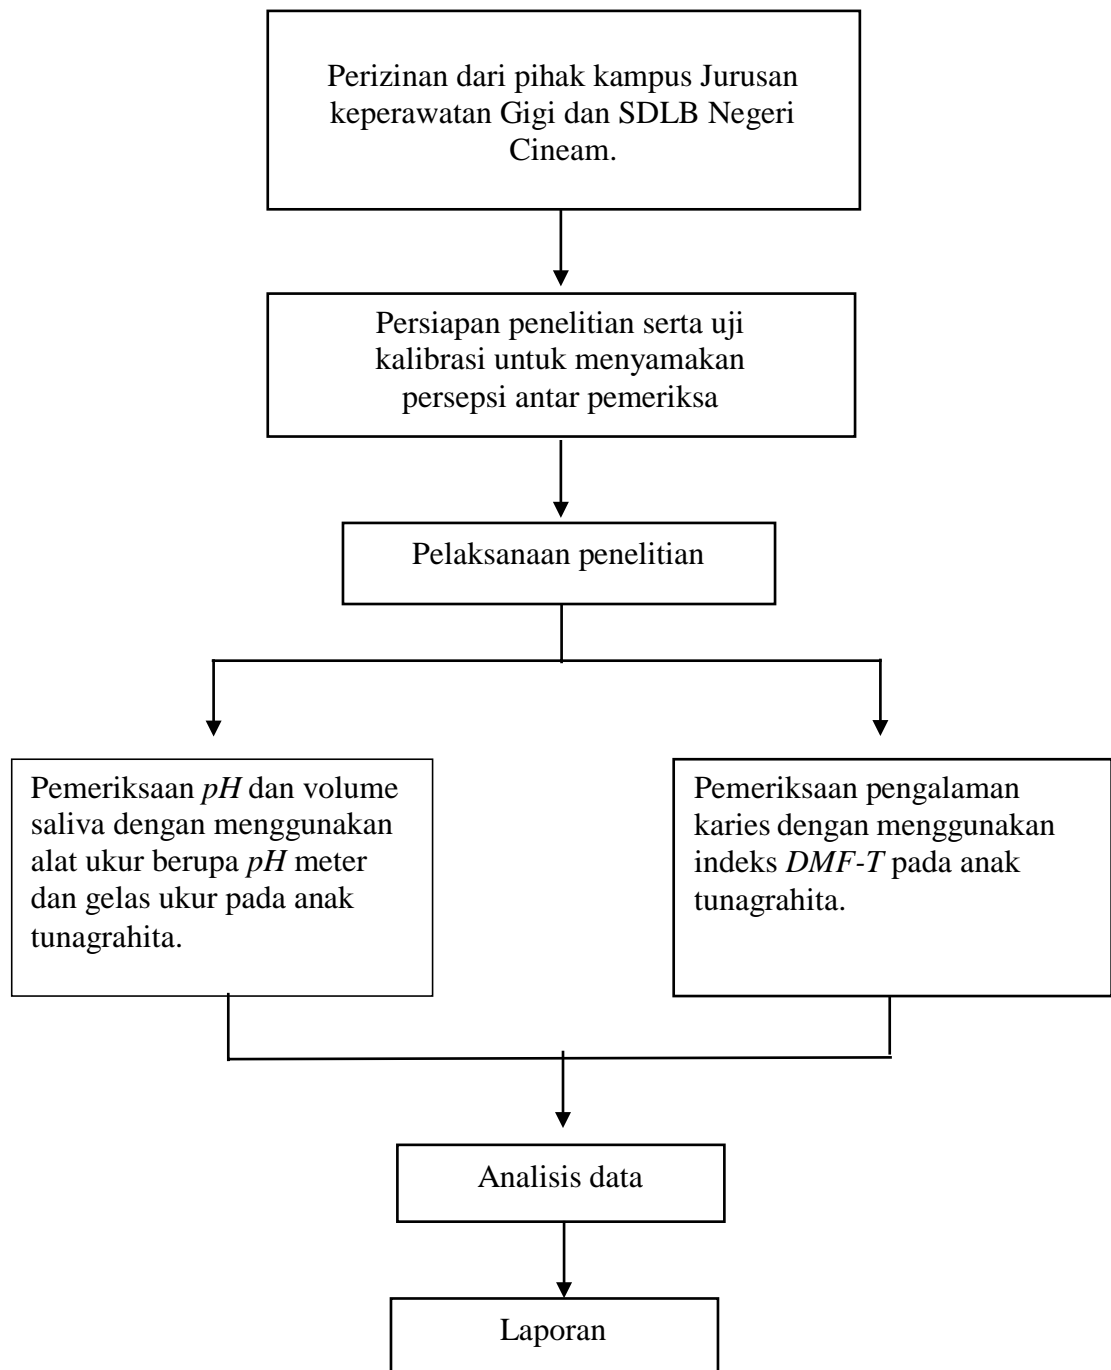 Perizinan dari pihak kampus Jurusan
keperawatan Gigi dan SDLB Negeri
Cineam.
Persiapan penelitian serta uji
kalibrasi untuk menyamakan
persepsi antar pemeriksa
Pelaksanaan penelitian
Pemeriksaan pH dan volume
saliva dengan menggunakan
alat ukur berupa pH meter
dan gelas ukur pada anak
tunagrahita.
Pemeriksaan pengalaman
karies dengan menggunakan
indeks DMF-T pada anak
tunagrahita.
Analisis data
Laporan